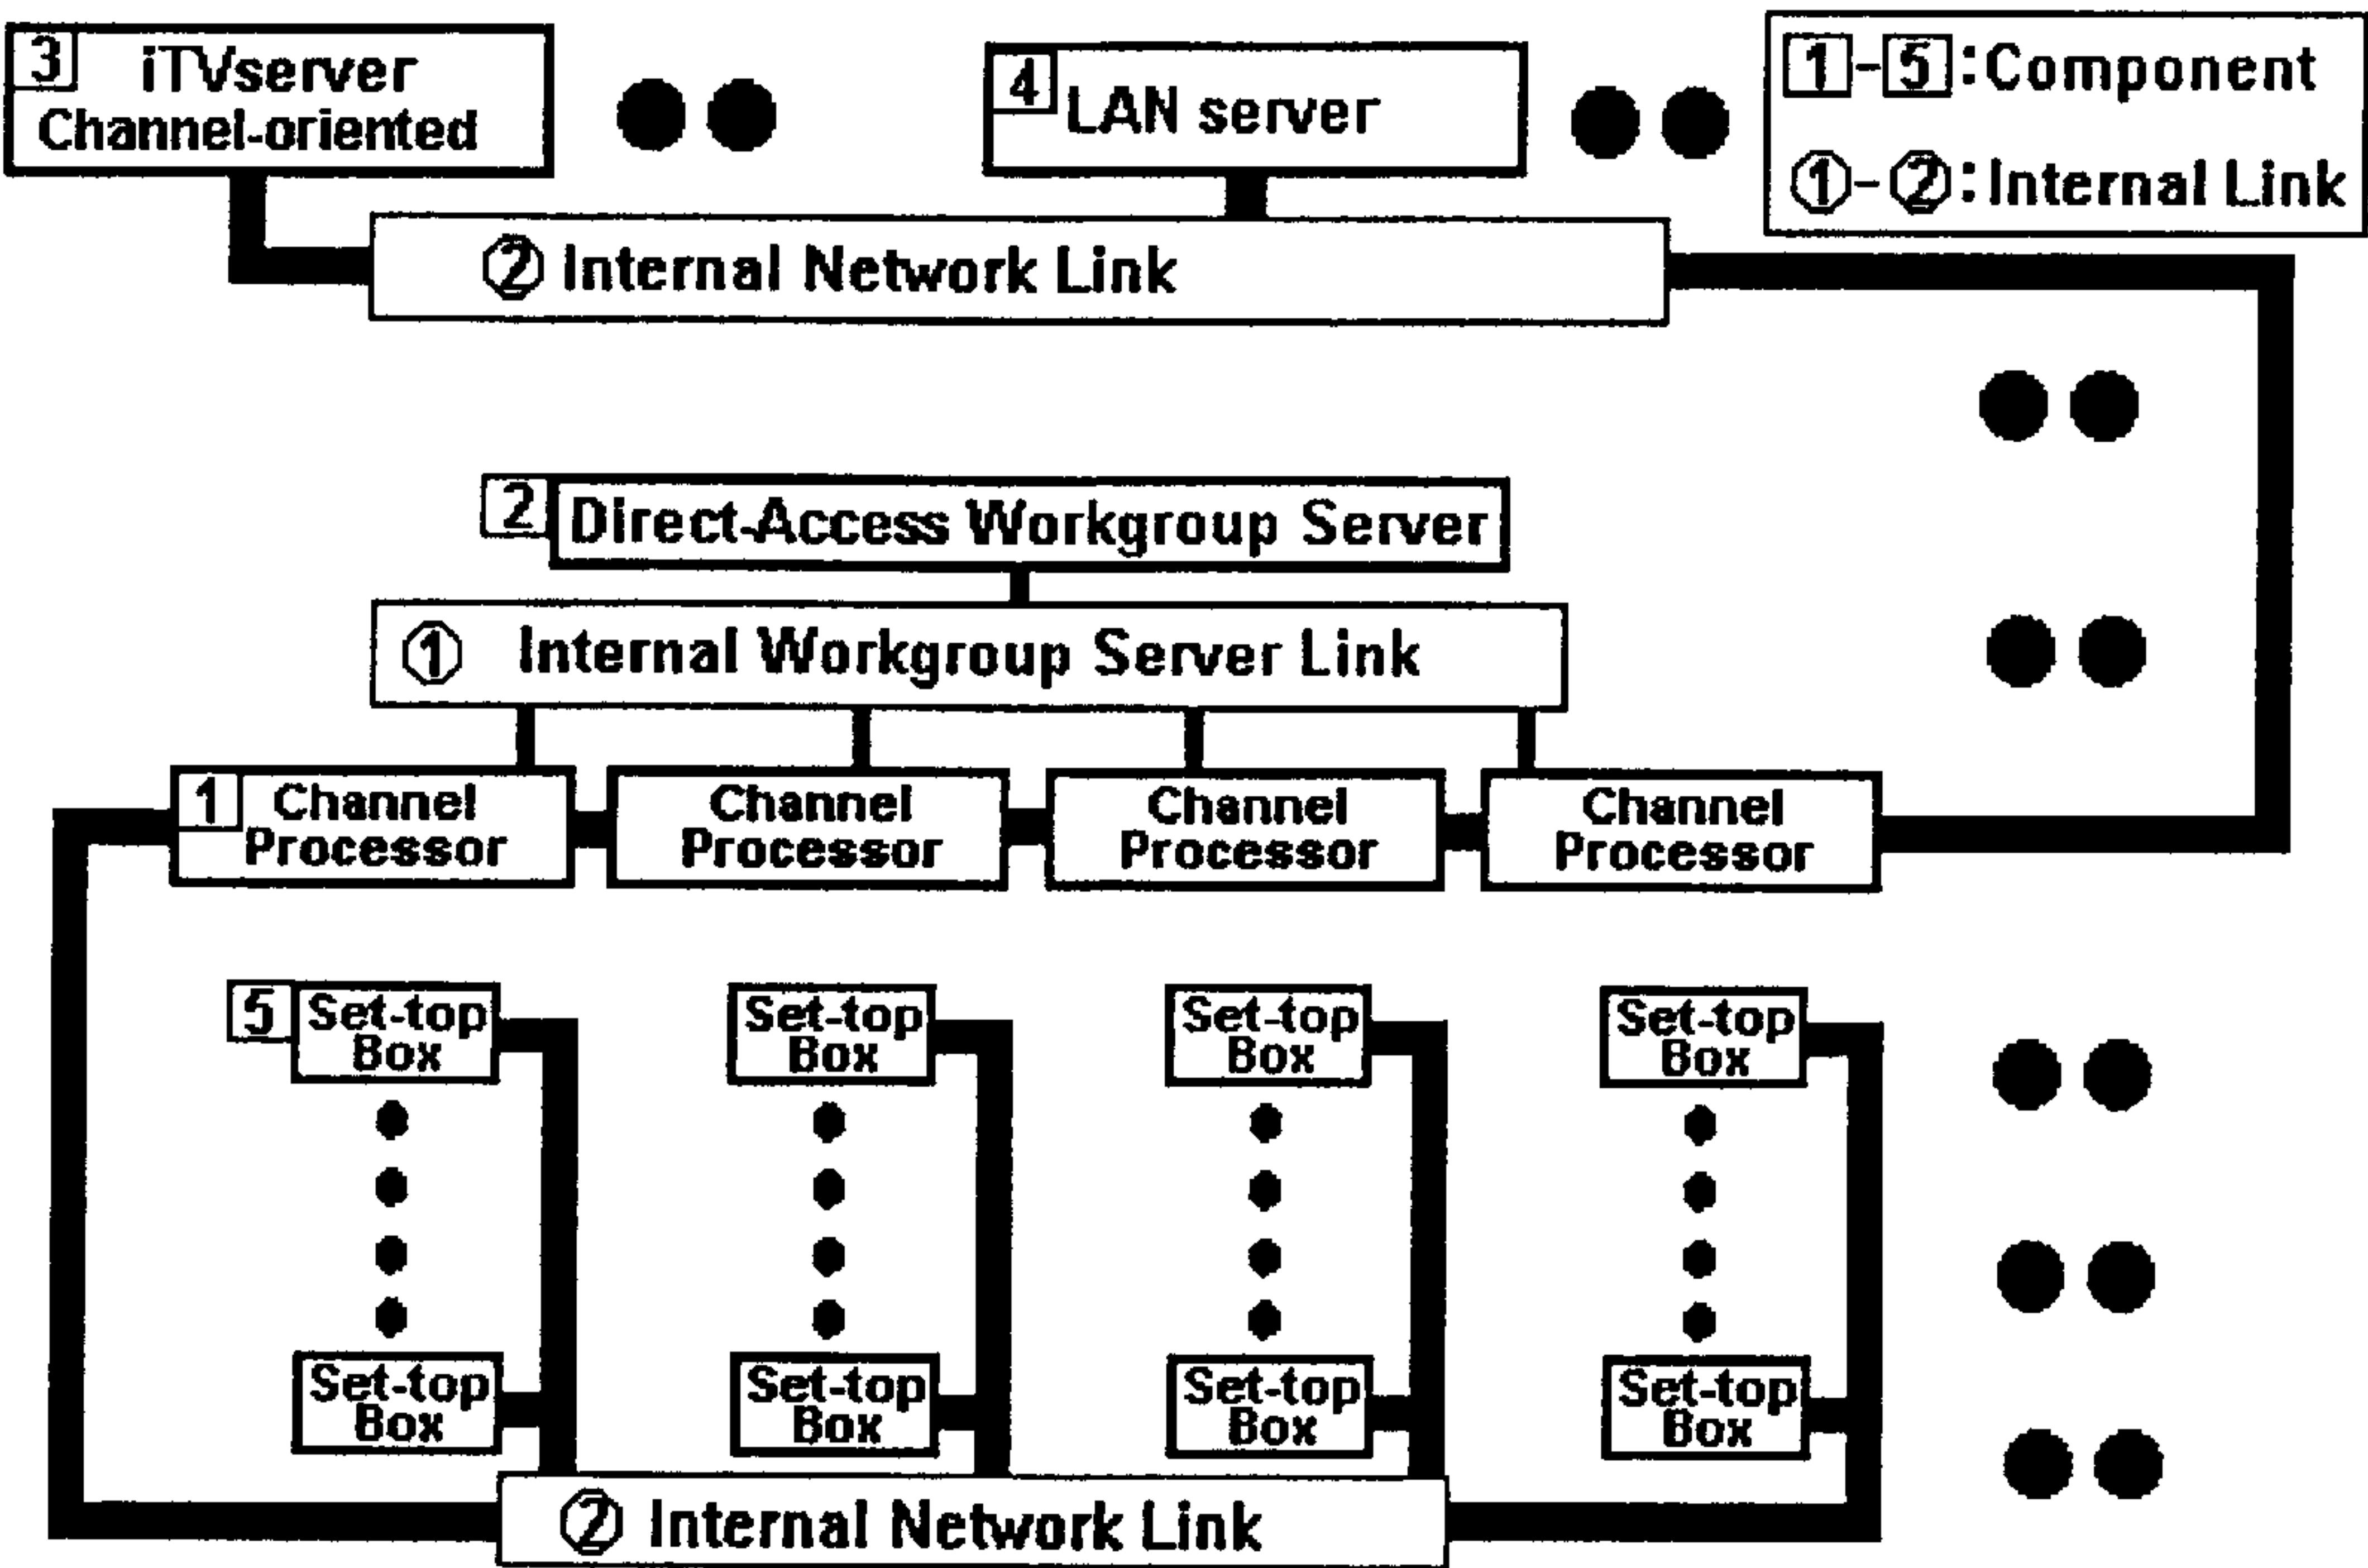 3 iTVserver
Channel-oriented
4 LAN server
1-5:Component
①-②:Internal Link
② Internal Network Link
2 Direct-Access Workgroup Server
① Internal Workgroup Server Link
1 Channel
Processor
Channel
Processor
Channel
Processor
Channel
Processor
5 Set-top
Box
Set-top
Box
Set-top
Box
Set-top
Box
Set-top
Box
Set-top
Box
Set-top
Box
Set-top
Box
② Internal Network Link